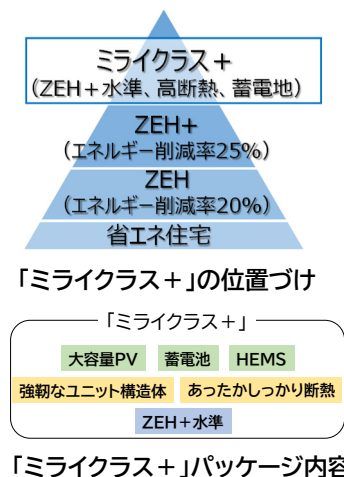 ミライクラス＋
（ZEH＋水準、高断熱、蓄電地）
ZEH+
（エネルギー削減率25%）
ZEH
（エネルギー削減率20%）
省エネ住宅
「ミライクラス＋」の位置づけ
「ミライクラス＋」
大容量PV 蓄電池 HEMS
強靭なユニット構造体 あったかしっかり断熱
ZEH＋水準
「ミライクラス＋」パッケージ内容